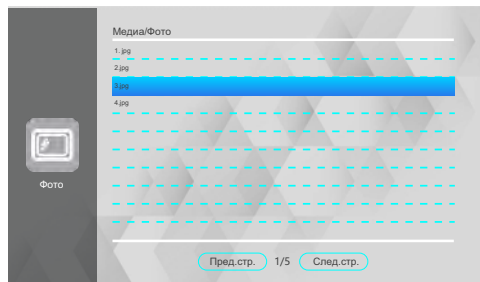 Медиа/Фото
1. jpg
2.jpg
3.jpg
4.jpg
Фото
Пред.стр. 1/5 След.стр.